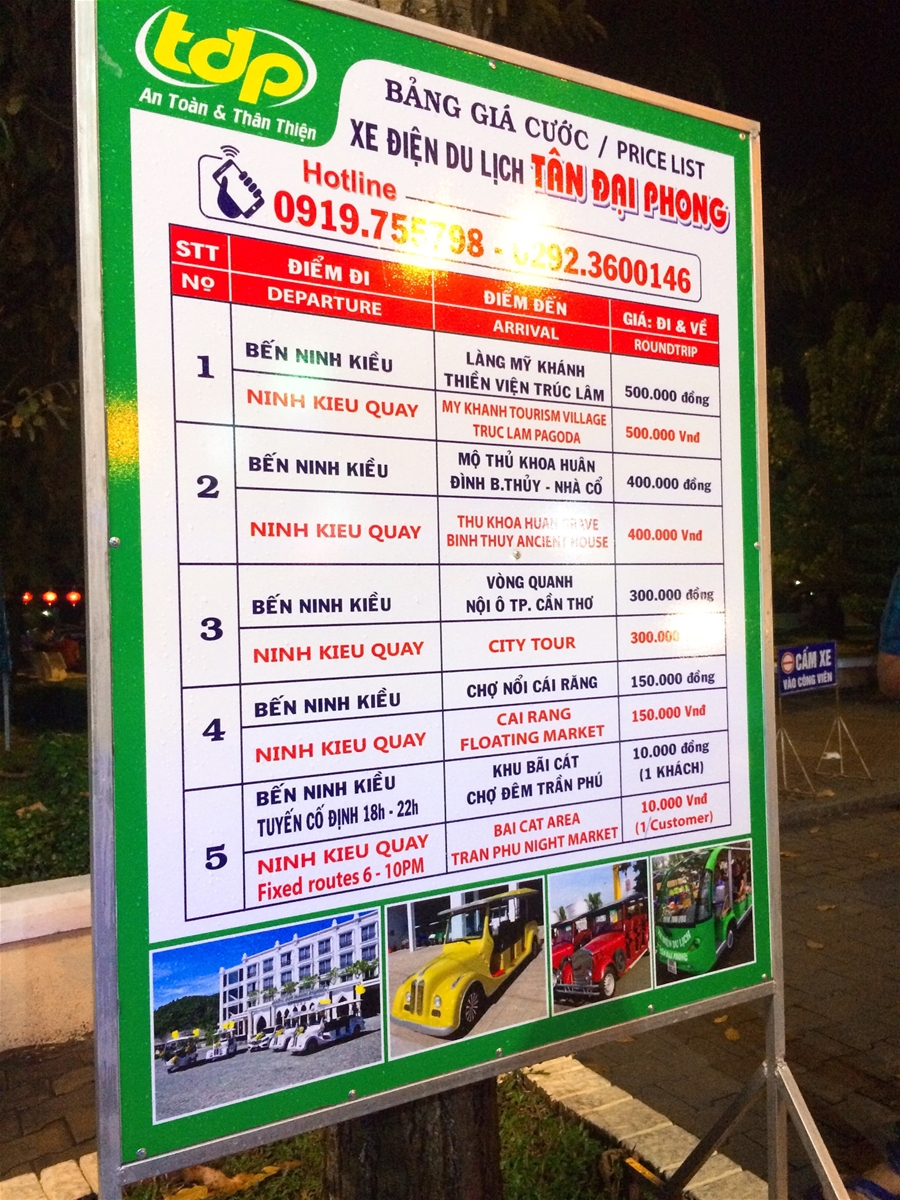 tdp
An Toàn & Thân Thiện
BẢNG GIÁ CƯỚC / PRICE LIST
XE ĐIỆN DU LỊCH TÂN ĐẠI PHONG
Hotline
0919.755798 - 0292.3600146
STT ĐIỂM ĐI ĐIỂM ĐẾN GIÁ: ĐI & VỀ
Nº DEPARTURE ARRIVAL ROUNDTRIP
1
BẾN NINH KIỀU
LÀNG MỸ KHÁNH
THIỀN VIỆN TRÚC LÂM
500.000 đồng
NINH KIEU QUAY
MY KHANH TOURISM VILLAGE
TRUC LAM PAGODA
500.000 Vnđ
2
BẾN NINH KIỀU
MỘ THỦ KHOA HUÂN
ĐÌNH B.THỦY - NHÀ CỔ
400.000 đồng
NINH KIEU QUAY
THU KHOA HUAN GRAVE
BINH THUY ANCIENT HOUSE
400.000 Vnđ
3
BẾN NINH KIỀU
VÒNG QUANH
NỘI Ô TP. CẦN THƠ
300.000 đồng
NINH KIEU QUAY
CITY TOUR
300.000
4
BẾN NINH KIỀU
CHỢ NỔI CÁI RĂNG
150.000 đồng
NINH KIEU QUAY
CAI RANG
FLOATING MARKET
150.000 Vnđ
5
BẾN NINH KIỀU
TUYẾN CỐ ĐỊNH 18h - 22h
KHU BÃI CÁT
CHỢ ĐÊM TRẦN PHÚ
10.000 đồng
(1 KHÁCH)
NINH KIEU QUAY
Fixed routes 6 - 10PM
BAI CAT AREA
TRAN PHU NIGHT MARKET
10.000 Vnđ
(1/Customer)
CẤM XE
VÀO CÔNG VIÊN